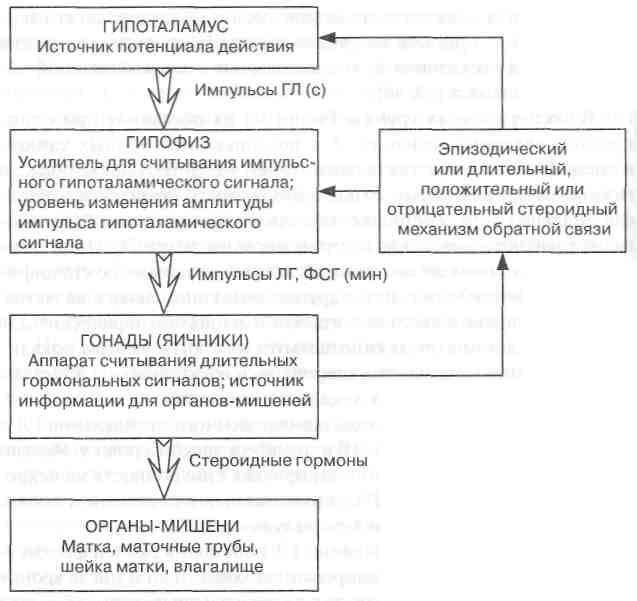 ГИПОТАЛАМУС
Источник потенциала действия
Импульсы ГЛ (с)
ГИПОФИЗ
Усилитель для считывания импульс-
ного гипоталамического сигнала;
уровень изменения амплитуды
импульса гипоталамического
сигнала
Эпизодический
или длительный,
положительный или
отрицательный стероидный
механизм обратной связи
Импульсы ЛГ, ФСГ (мин)
ГОНАДЫ (ЯИЧНИКИ)
Аппарат считывания длительных
гормональных сигналов; источник
информации для органов-мишеней
Стероидные гормоны
ОРГАНЫ-МИШЕНИ
Матка, маточные трубы,
шейка матки, влагалище